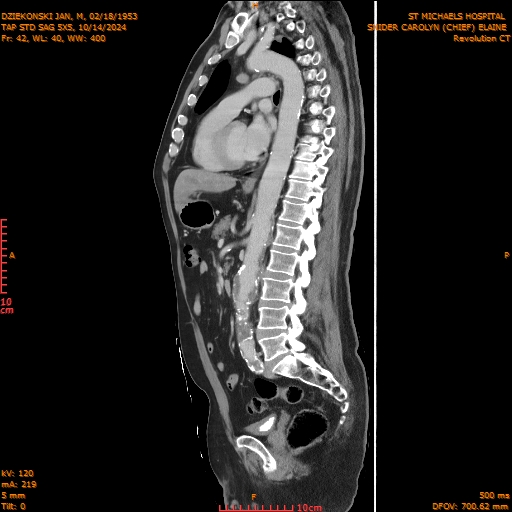 DZIEKONSKI JAN, M, 02/18/1953
TAP STD SAG 5X5, 10/14/2024
Fr: 42, WL: 40, WW: 400
ST MICHAELS HOSPITAL
SNIDER CAROLYN (CHIEF) ELAINE
Revolution CT
A
P
10
cm
kV: 120
mA: 219
5 mm
Tilt: 0
F
10cm
500 ms
DFOV: 700.62 mm